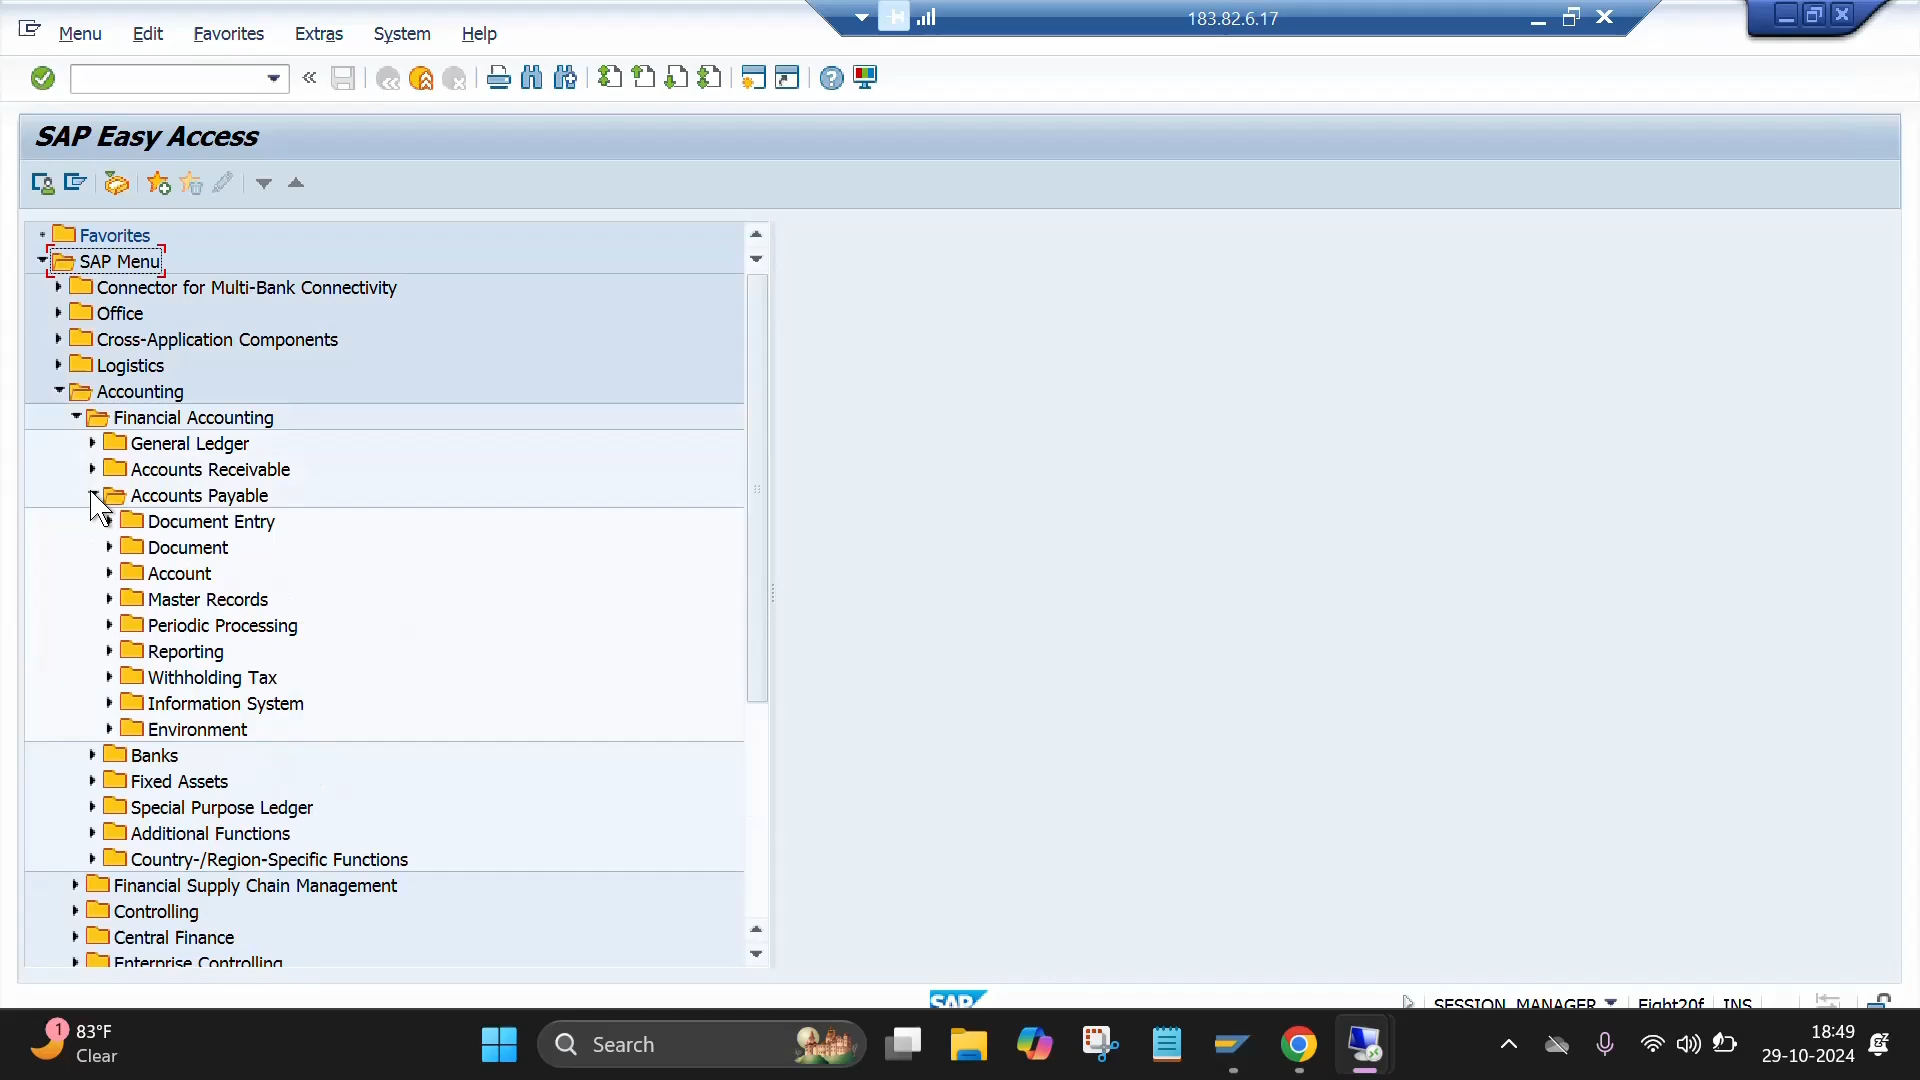 183.82.6.17
Menu Edit Favorites Extras System Help
SAP Easy Access
Favorites
SAP Menu
Connector for Multi-Bank Connectivity
Office
Cross-Application Components
Logistics
Accounting
Financial Accounting
General Ledger
Accounts Receivable
Accounts Payable
Document Entry
Document
Account
Master Records
Periodic Processing
Reporting
Withholding Tax
Information System
Environment
Banks
Fixed Assets
Special Purpose Ledger
Additional Functions
Country-/Region-Specific Functions
Financial Supply Chain Management
Controlling
Central Finance
Enterprise Controlling
SAP SESSION_MANAGER Eight20f INS
1 83°F
Clear
Search
18:49
29-10-2024